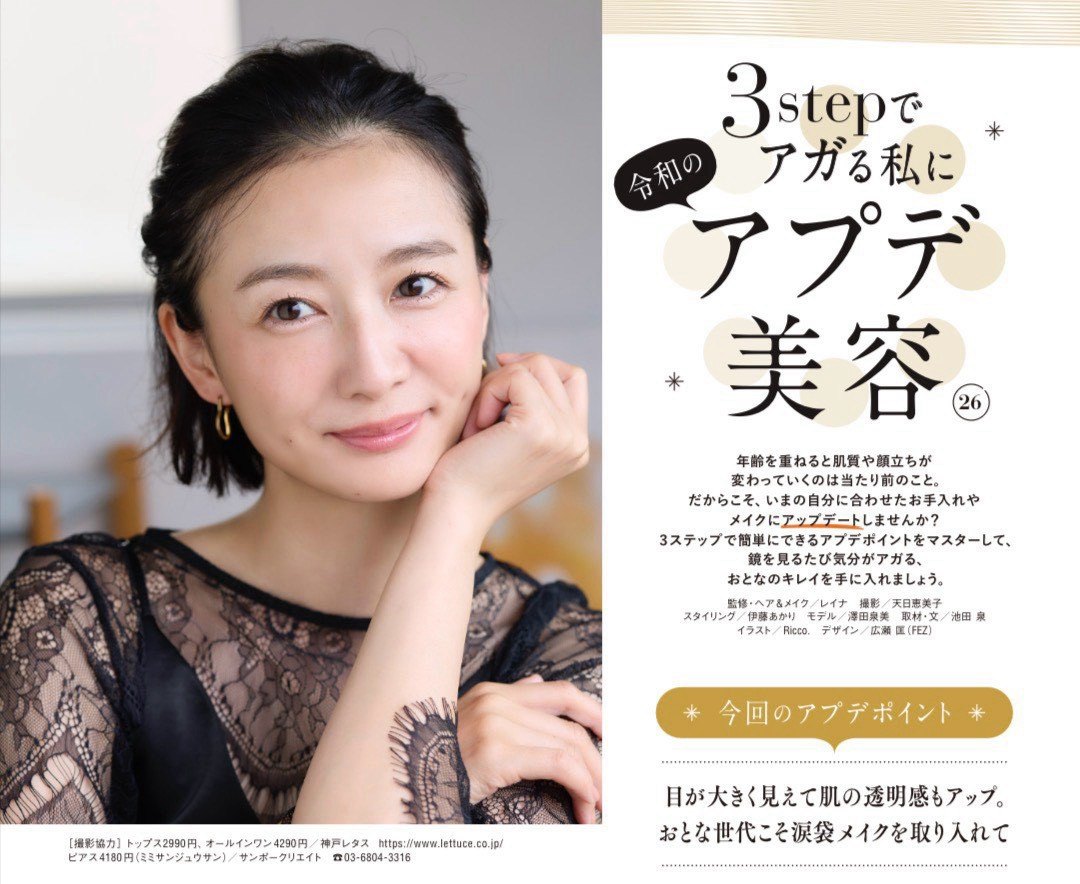 3stepで
アガる私に
令和の
アプデ
美容
26
年齢を重ねると肌質や顔立ちが
変わっていくのは当たり前のこと。
だからこそ、いまの自分に合わせたお手入れや
メイクにアップデートしませんか?
3ステップで簡単にできるアプデポイントをマスターして、
鏡を見るたび気分がアガる、
おとなのキレイを手に入れましょう。
監修・ヘア&メイク/レイナ 撮影/天日恵美子
スタイリング/伊藤あかり モデル/澤田泉美 取材・文/池田 泉
イラスト/Ricco. デザイン/広瀬 匡(FEZ)
今回のアプデポイント
目が大きく見えて肌の透明感もアップ。
おとな世代こそ涙袋メイクを取り入れて
[撮影協力] トップス2990円、オールインワン4290円/神戸レタス https://www.lettuce.co.jp/
ピアス4180円(ミミサンジュウサン)/サンポークリエイト ☎03-6804-3316